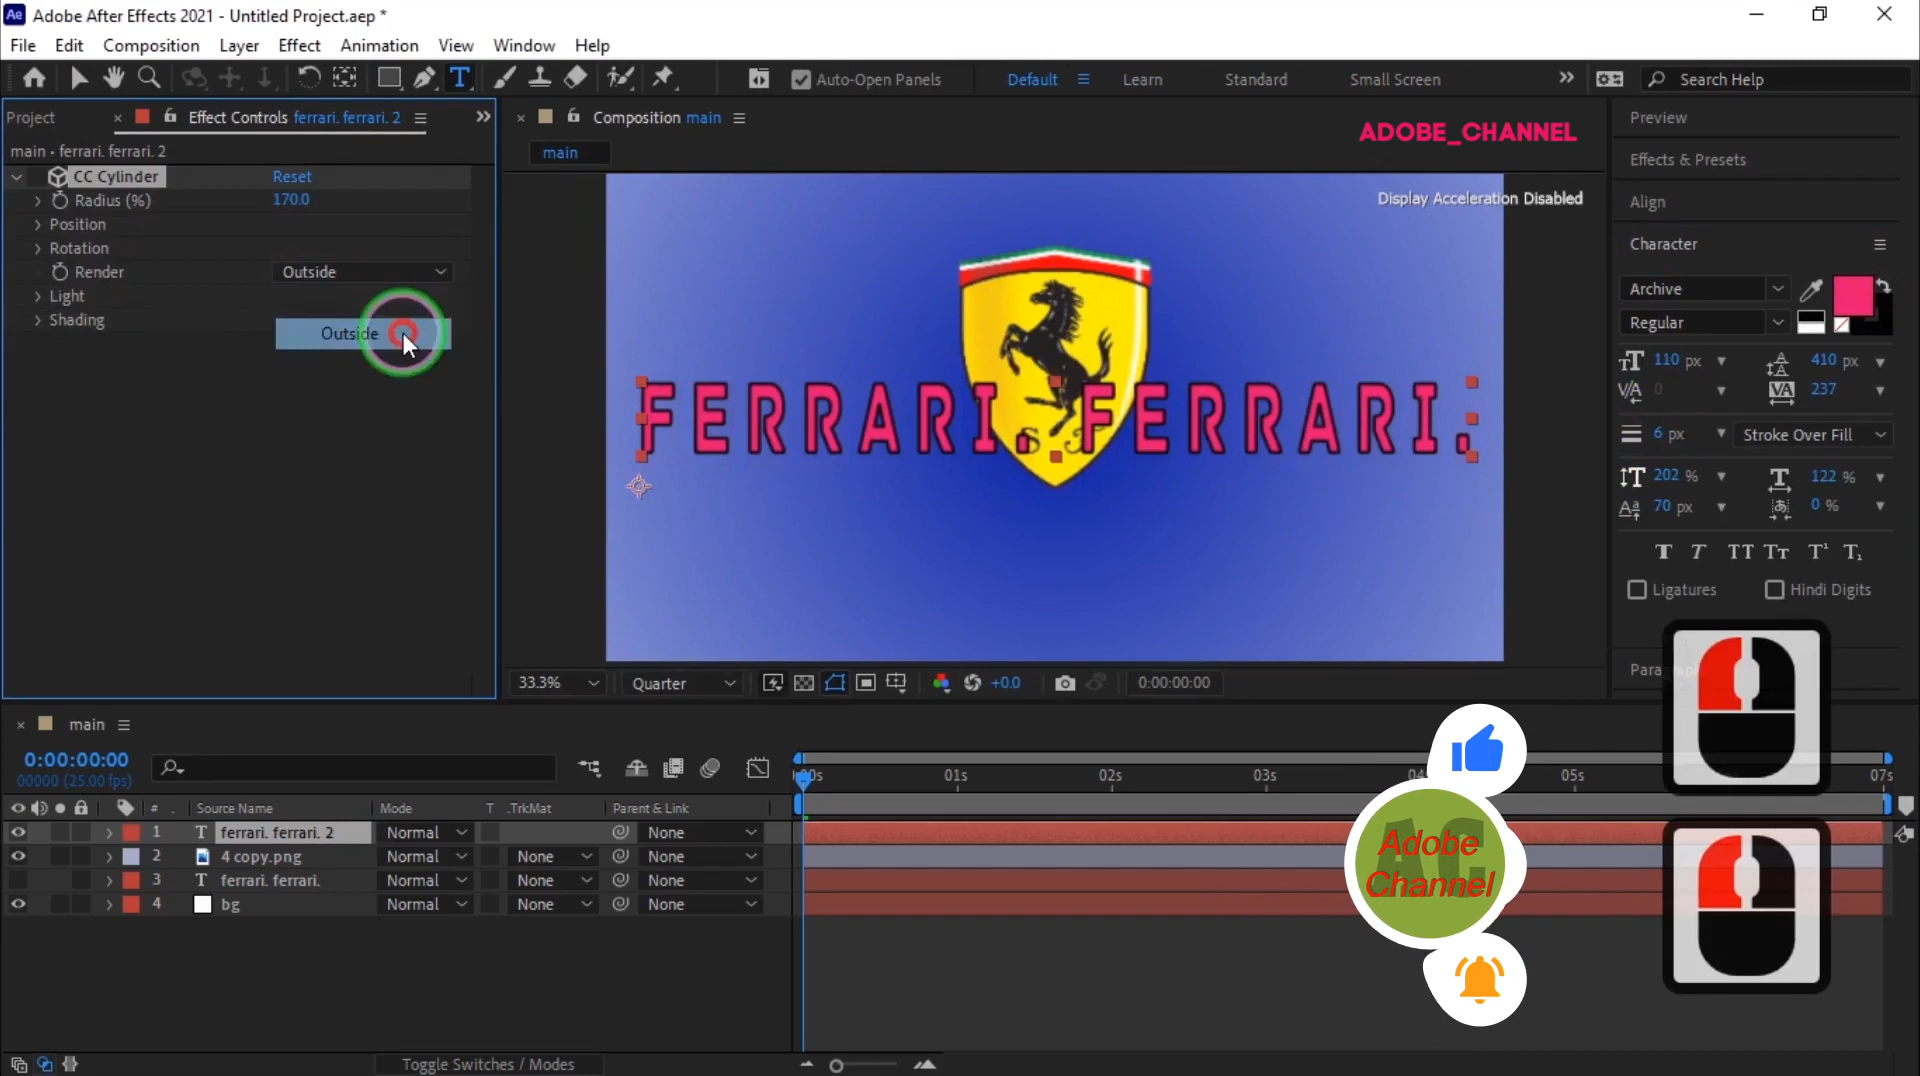 Ae Adobe After Effects 2021 - Untitled Project.aep *
File Edit Composition Layer Effect Animation View Window Help
T Auto-Open Panels Default Learn Standard Small Screen Search Help
Project Effect Controls ferrari. ferrari. 2
main • ferrari. ferrari. 2
CC Cylinder Reset
Radius (%) 170.0
Position
Rotation
Render Outside
Light
Shading
Outside
Composition main
main
ADOBE_CHANNEL
Display Acceleration Disabled
FERRARI. FERRARI.
S F
33.3% Quarter +0.0 0:00:00:00
Preview
Effects & Presets
Align
Character
Archive
Regular
110 px 410 px
0 237
6 px Stroke Over Fill
202 % 122 %
70 px 0 %
T T TT Tт T¹ T₁
Ligatures Hindi Digits
main
0:00:00:00
00000 (25.00 fps)
# Source Name Mode T .TrkMat Parent & Link
01s 02s 03s 05s 07s
1 T ferrari. ferrari. 2 Normal None
2 4 copy.png Normal None None
3 T ferrari. ferrari. Normal None None
4 bg Normal None None
AC
Adobe
Channel
Toggle Switches / Modes